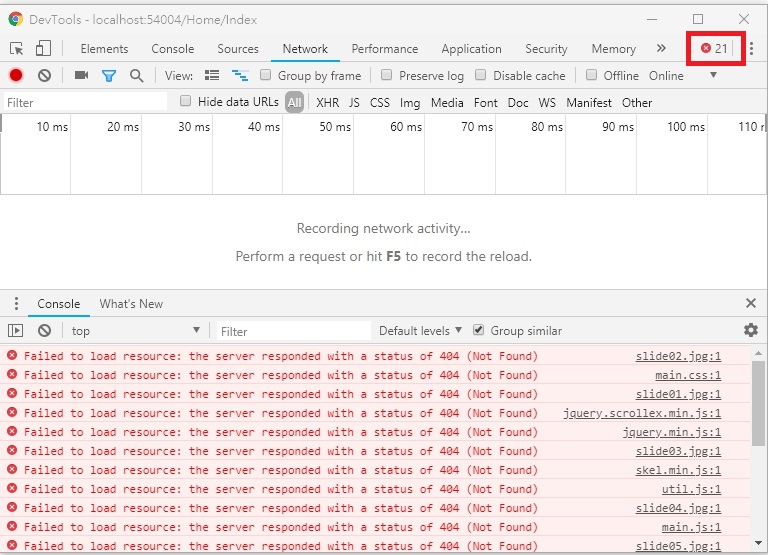 DevTools - localhost:54004/Home/Index
Elements Console Sources Network Performance Application Security Memory » 21
View: Group by frame Preserve log Disable cache Offline Online
Filter Hide data URLs All XHR JS CSS Img Media Font Doc WS Manifest Other
10 ms 20 ms 30 ms 40 ms 50 ms 60 ms 70 ms 80 ms 90 ms 100 ms 110
Recording network activity...
Perform a request or hit F5 to record the reload.
Console What's New
top Filter Default levels Group similar
Failed to load resource: the server responded with a status of 404 (Not Found) slide02.jpg:1
Failed to load resource: the server responded with a status of 404 (Not Found) main.css:1
Failed to load resource: the server responded with a status of 404 (Not Found) slide01.jpg:1
Failed to load resource: the server responded with a status of 404 (Not Found) jquery.scrollex.min.js:1
Failed to load resource: the server responded with a status of 404 (Not Found) jquery.min.js:1
Failed to load resource: the server responded with a status of 404 (Not Found) slide03.jpg:1
Failed to load resource: the server responded with a status of 404 (Not Found) skel.min.js:1
Failed to load resource: the server responded with a status of 404 (Not Found) util.js:1
Failed to load resource: the server responded with a status of 404 (Not Found) slide04.jpg:1
Failed to load resource: the server responded with a status of 404 (Not Found) main.js:1
Failed to load resource: the server responded with a status of 404 (Not Found) slide05.jpg:1